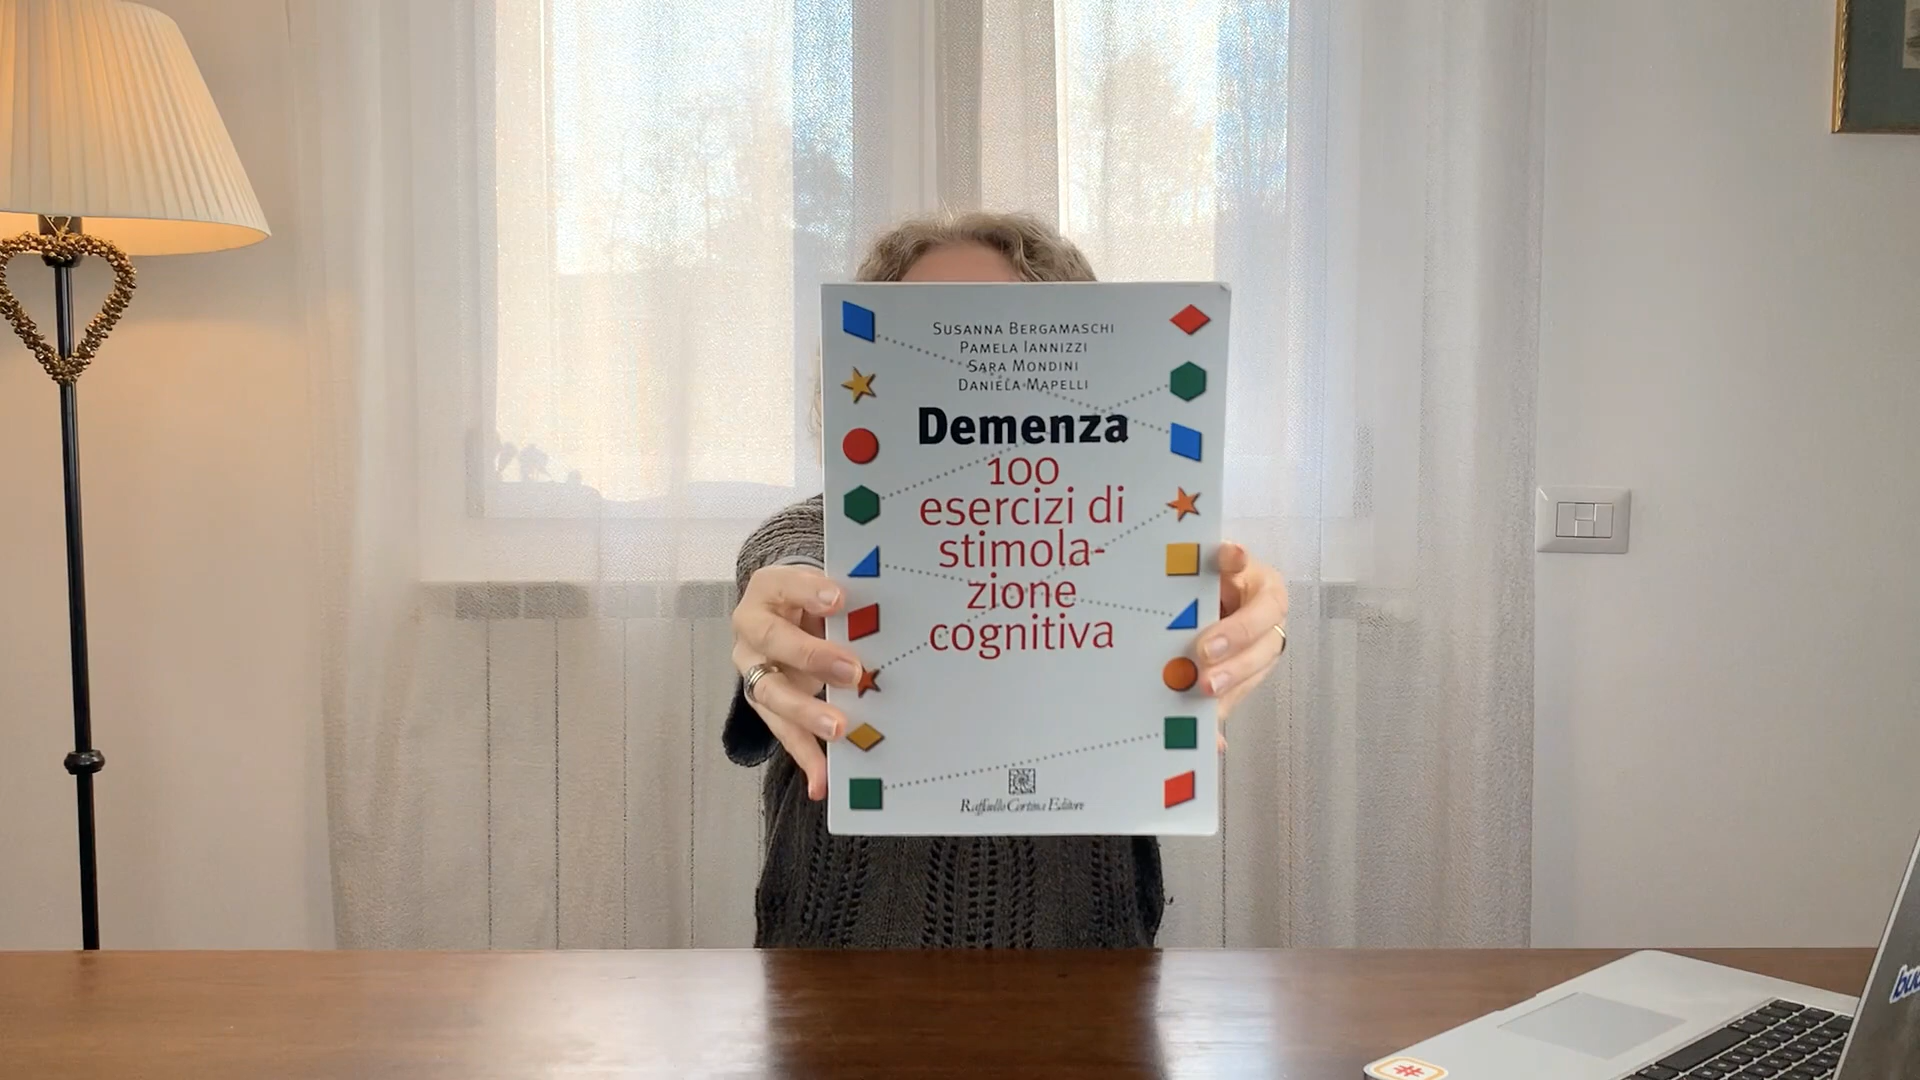 SUSANNA BERGAMASCHI
PAMELA IANNIZZI
SARA MONDINI
DANIELA MAPELLI
Demenza
100
esercizi di
stimola-
zione
cognitiva
Raffaello Cortina Editore
#